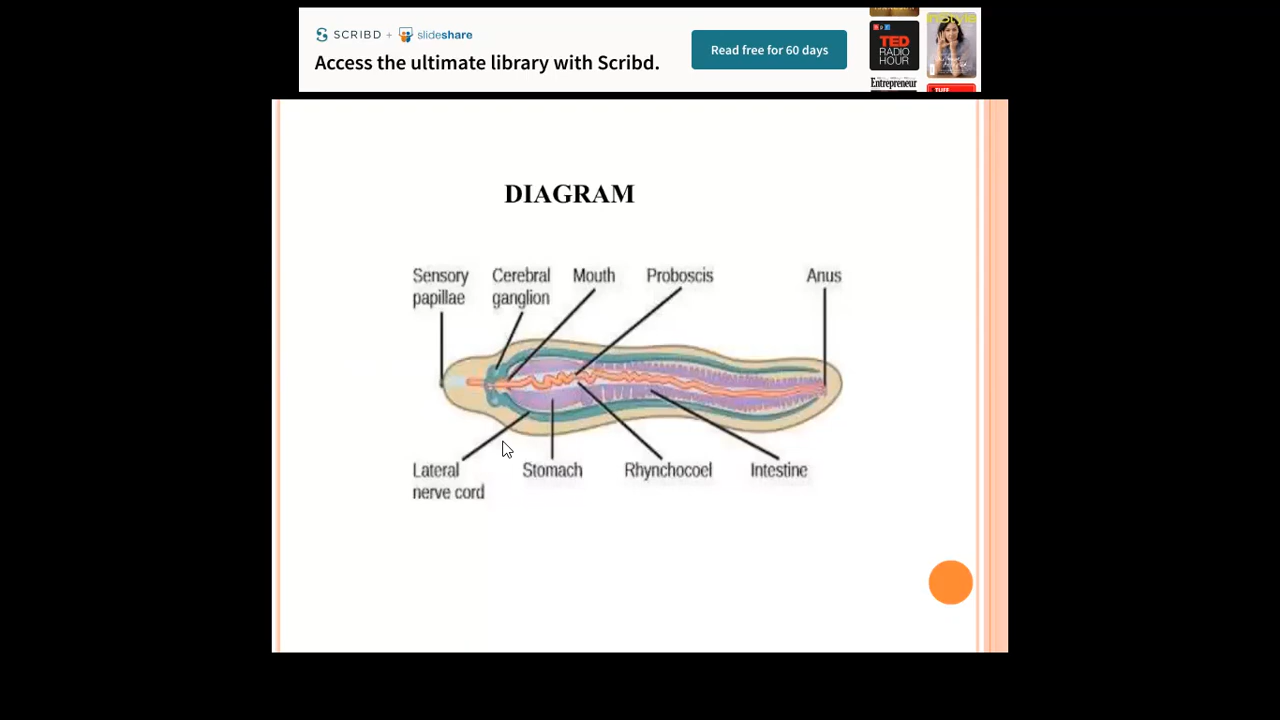 SCRIBD + slideshare
Access the ultimate library with Scribd.
Read free for 60 days
TED
RADIO
HOUR
InStyle
Entrepreneur
DIAGRAM
Sensory papillae
Cerebral ganglion
Mouth
Proboscis
Anus
Lateral nerve cord
Stomach
Rhynchocoel
Intestine